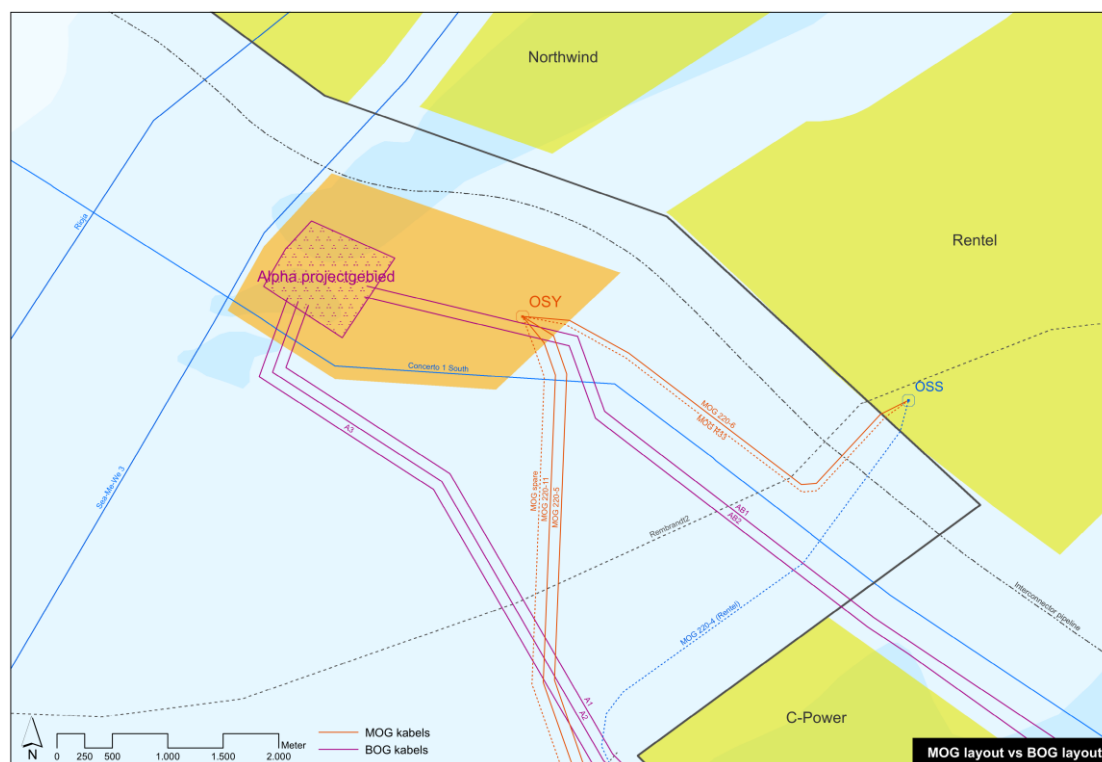 Northwind
Rentel
Rioja
Alpha projectgebied
OSY
Concerto 1 South
OSS
MOG 220-6
MOG K33
A3
Sea-Me-We 3
MOG spare
MOG 220-11
MOG 220-5
AB1
AB2
Rembrandt2
MOG 220-4 (Rentel)
Interconnector pipeline
A1
A2
C-Power
N
0 250 500 1.000 1.500 2.000
Meter
MOG kabels
BOG kabels
MOG layout vs BOG layout